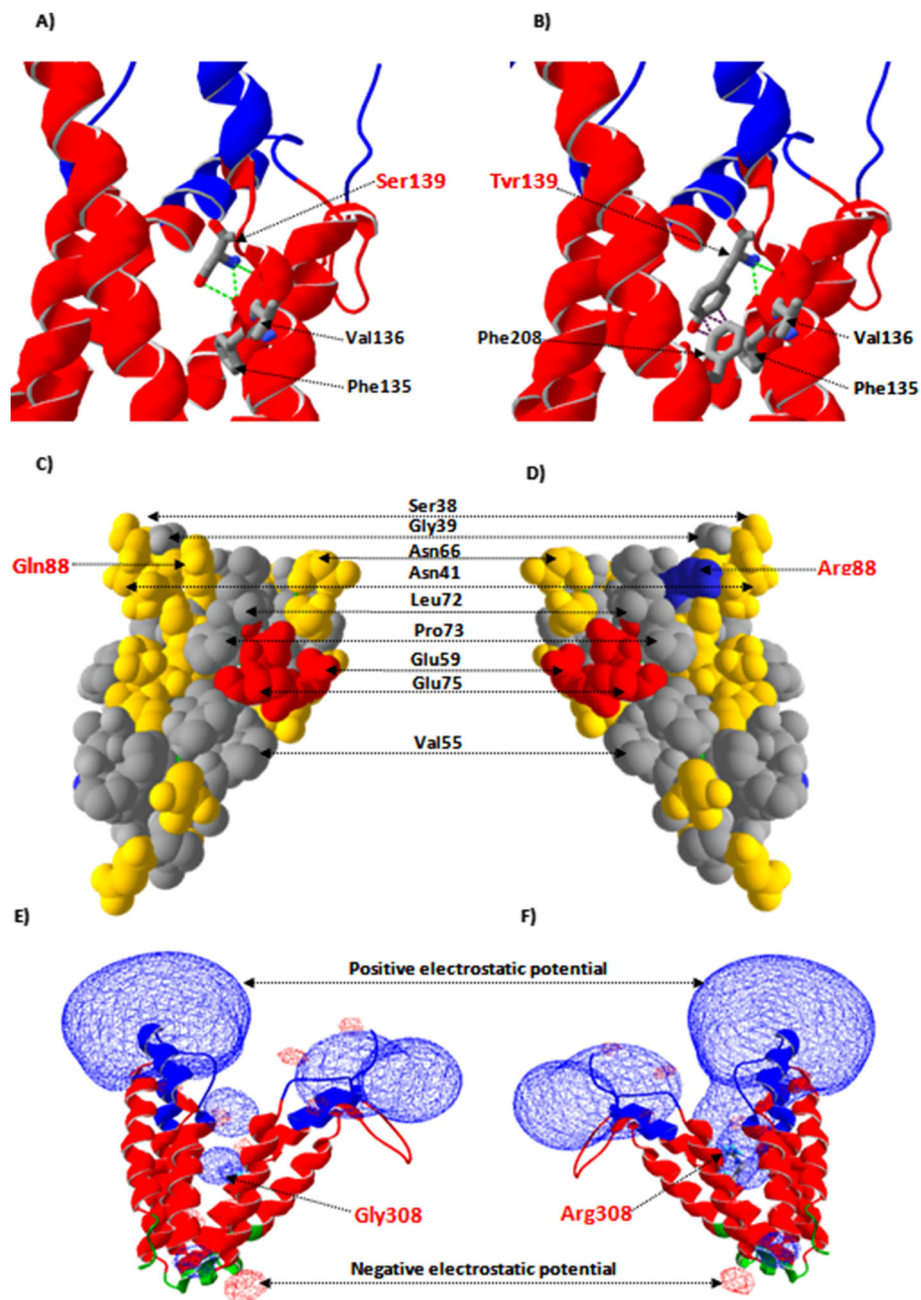 A)
B)
Ser139
Tvr139
Val136
Phe135
Phe208
Val136
Phe135
C)
D)
Ser38
Gly39
Gln88
Asn66
Asn41
Arg88
Leu72
Pro73
Glu59
Glu75
Val55
E)
F)
Positive electrostatic potential
Gly308
Arg308
Negative electrostatic potential